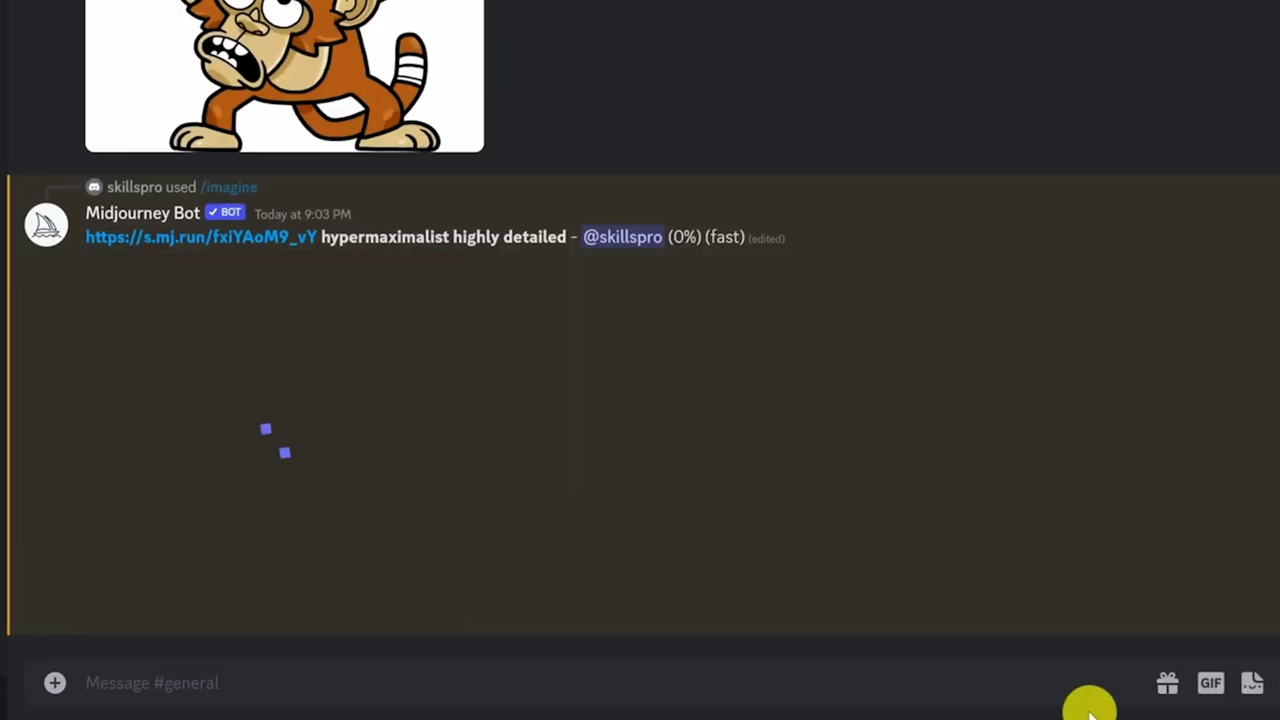 skillspro used /imagine
Midjourney Bot ✓ BOT Today at 9:03 PM
https://s.mj.run/fxiYAoM9_vY hypermaximalist highly detailed - @skillspro (0%) (fast) (edited)
Message #general
GIF